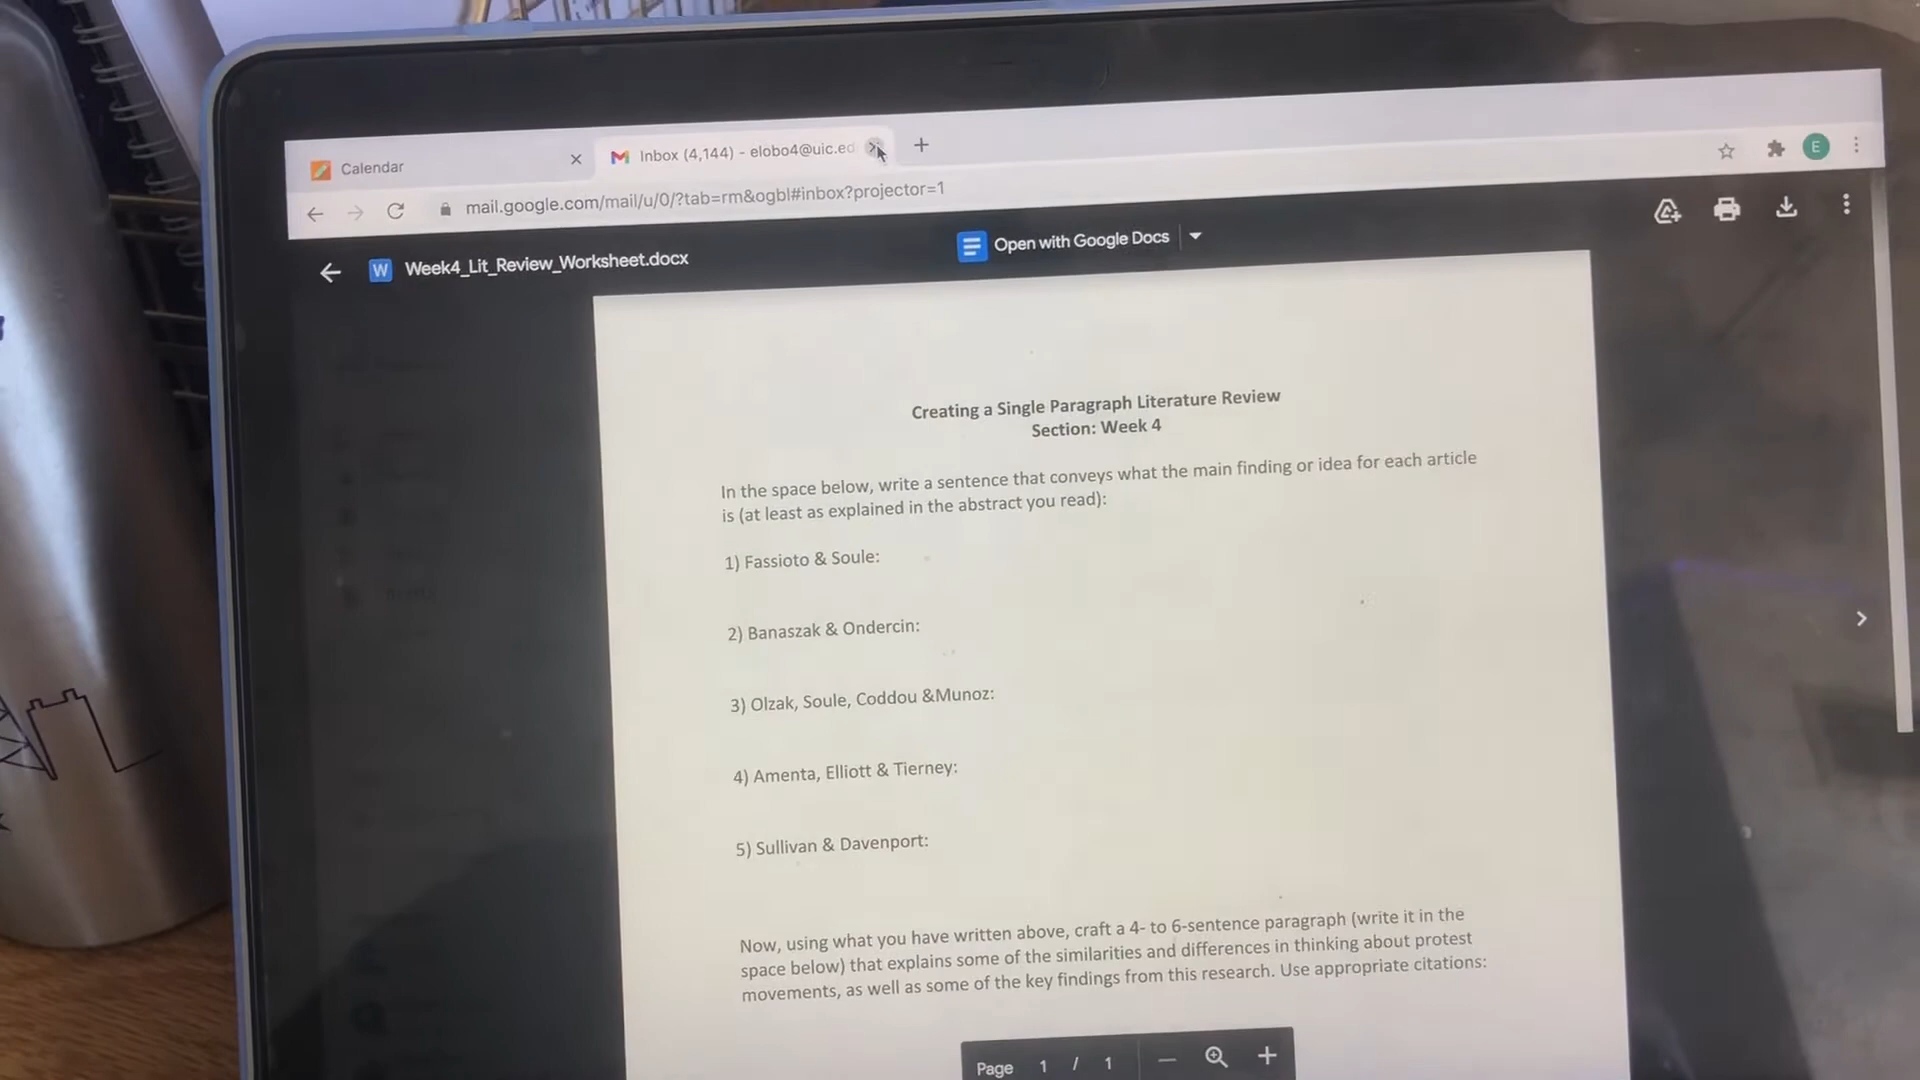 Calendar
Inbox (4,144) - elobo4@uic.ed
mail.google.com/mail/u/0/?tab=rm&ogbl#inbox?projector=1
E
W Week4_Lit_Review_Worksheet.docx
Open with Google Docs
Creating a Single Paragraph Literature Review
Section: Week 4
In the space below, write a sentence that conveys what the main finding or idea for each article
is (at least as explained in the abstract you read):
1) Fassioto & Soule:
2) Banaszak & Ondercin:
3) Olzak, Soule, Coddou &Munoz:
4) Amenta, Elliott & Tierney:
5) Sullivan & Davenport:
Now, using what you have written above, craft a 4- to 6-sentence paragraph (write it in the
space below) that explains some of the similarities and differences in thinking about protest
movements, as well as some of the key findings from this research. Use appropriate citations:
Page 1 / 1